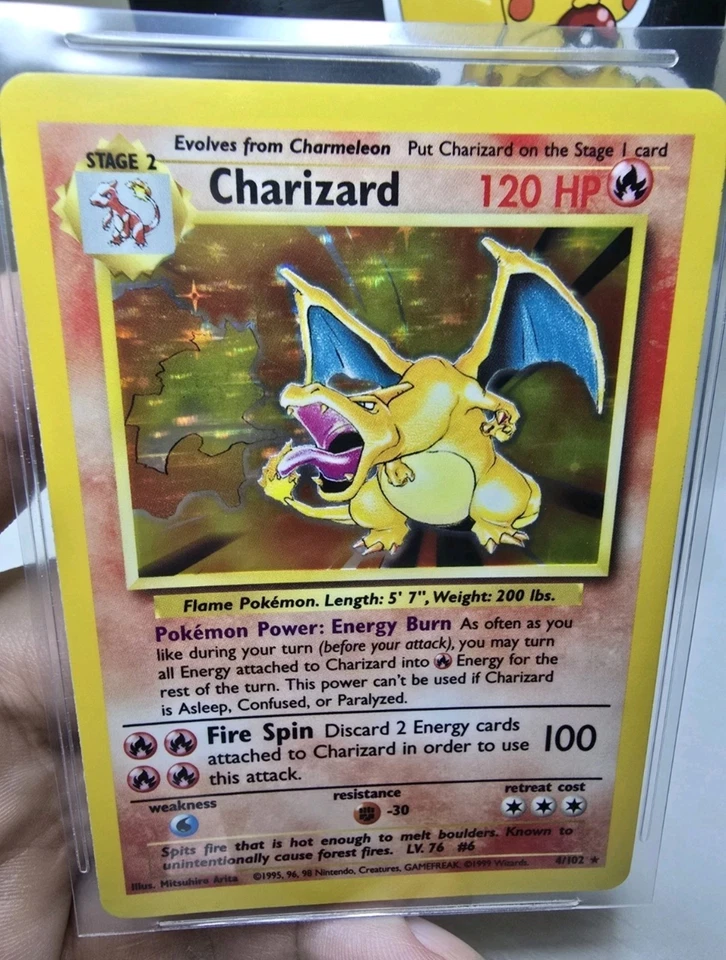 Evolves from Charmeleon Put Charizard on the Stage 1 card
STAGE 2
Charizard 120 HP
Flame Pokémon. Length: 5' 7", Weight: 200 lbs.
Pokémon Power: Energy Burn As often as you
like during your turn (before your attack), you may turn
all Energy attached to Charizard into Energy for the
rest of the turn. This power can't be used if Charizard
is Asleep, Confused, or Paralyzed.
Fire Spin Discard 2 Energy cards
attached to Charizard in order to use
this attack.
100
weakness
resistance
retreat cost
-30
Spits fire that is hot enough to melt boulders. Known to
unintentionally cause forest fires. LV. 76 #6
Illus. Mitsuhiro Arita ©1995, 96, 98 Nintendo, Creatures, GAMEFREAK. ©1999 Wizards. 4/102 ★